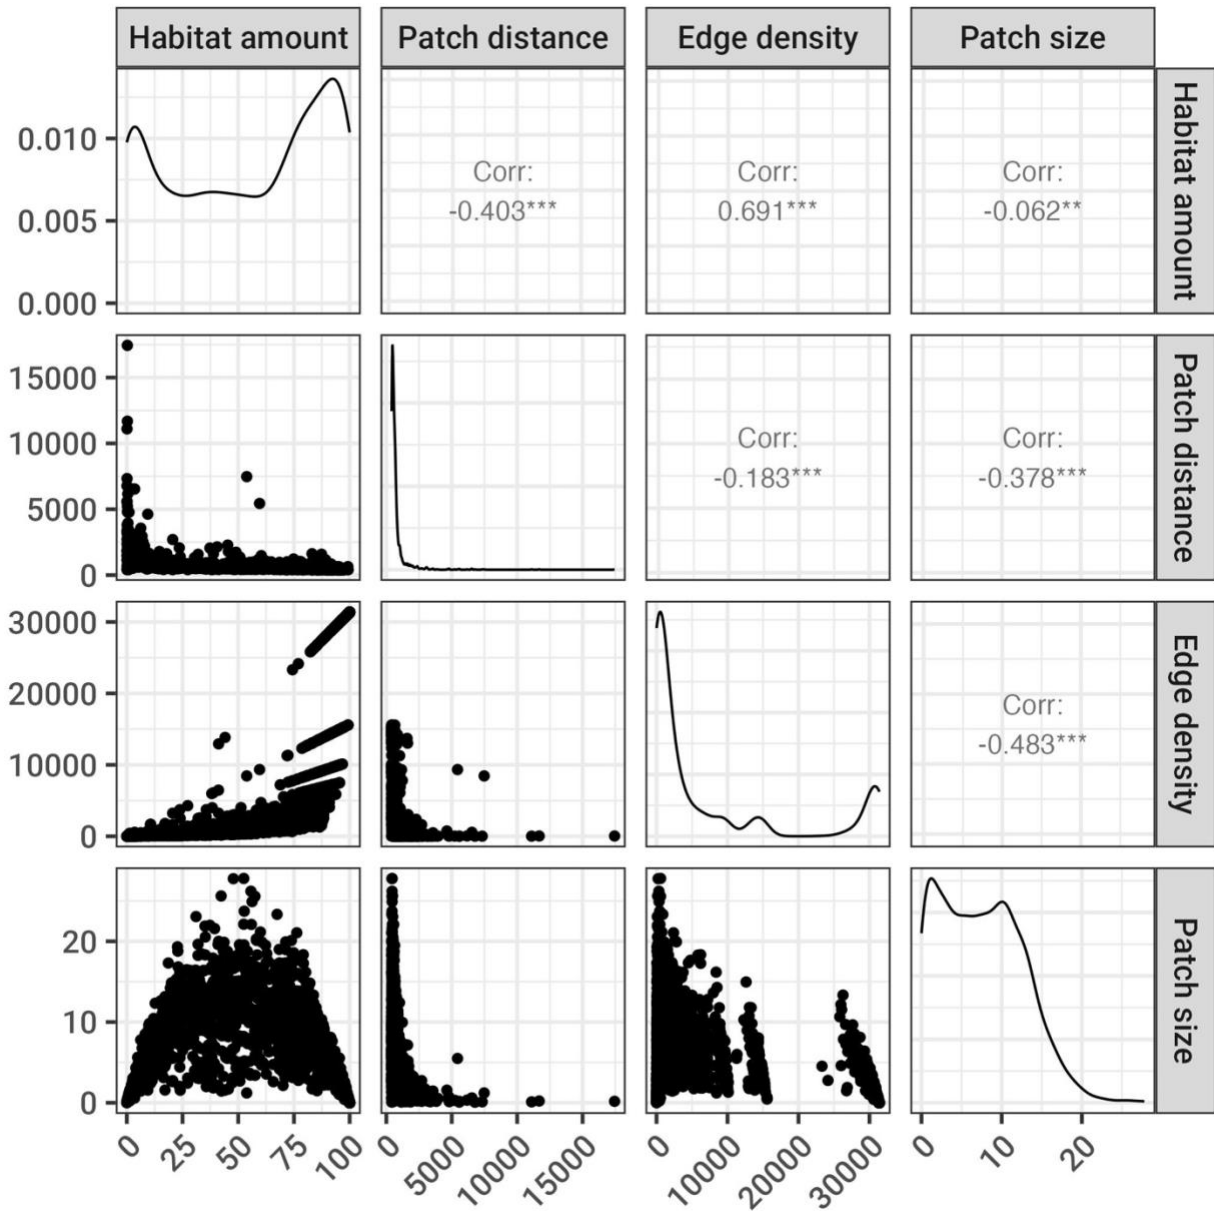 Habitat amount
Patch distance
Edge density
Patch size
0.010
0.005
0.000
Corr:
-0.403***
Corr:
0.691***
Corr:
-0.062**
Habitat amount
15000
10000
5000
0
Corr:
-0.183***
Corr:
-0.378***
Patch distance
30000
20000
10000
0
Corr:
-0.483***
Edge density
20
10
0
Patch size
0
25
50
75
100
0
5000
10000
15000
0
10000
20000
30000
0
10
20